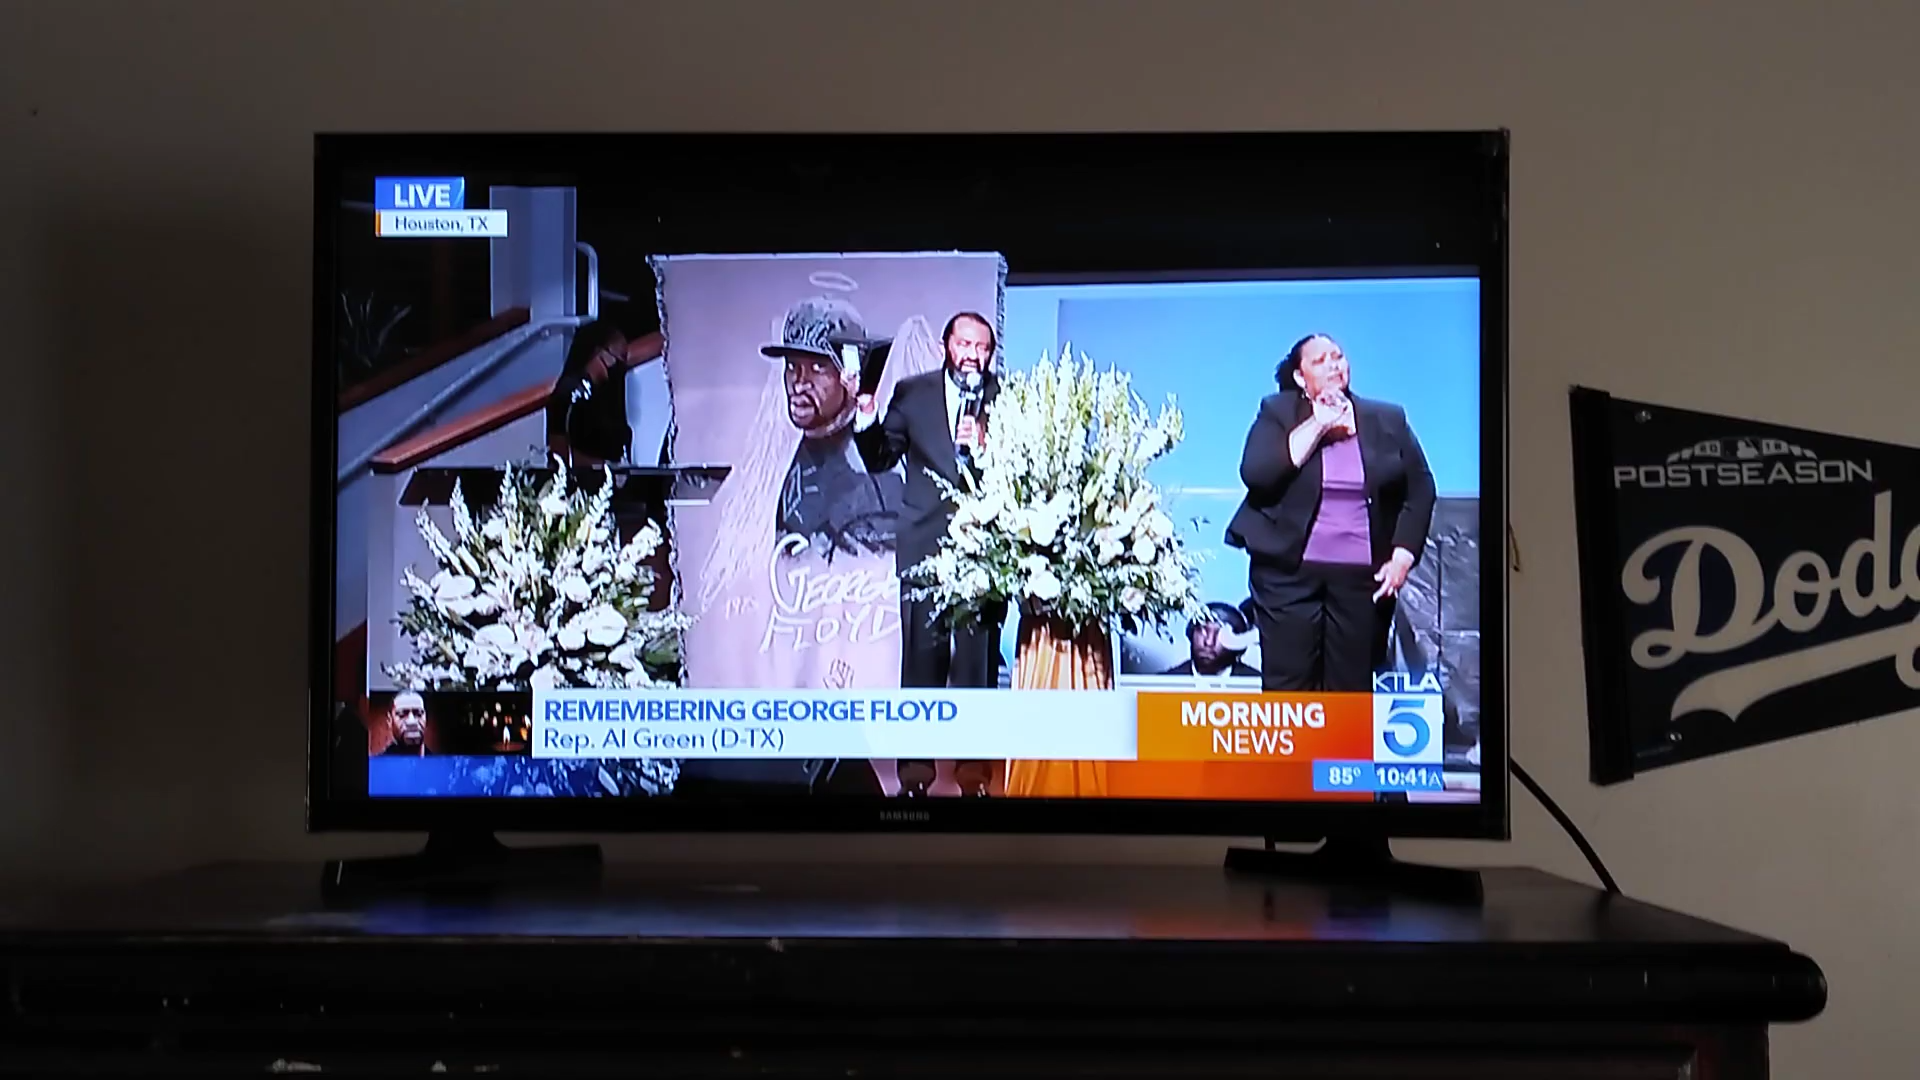 LIVE
Houston, TX
GEORGE
FLOYD
REMEMBERING GEORGE FLOYD
Rep. Al Green (D-TX)
MORNING
NEWS
KTLA
5
85° 10:41A
SAMSUNG
POSTSEASON
Dodg